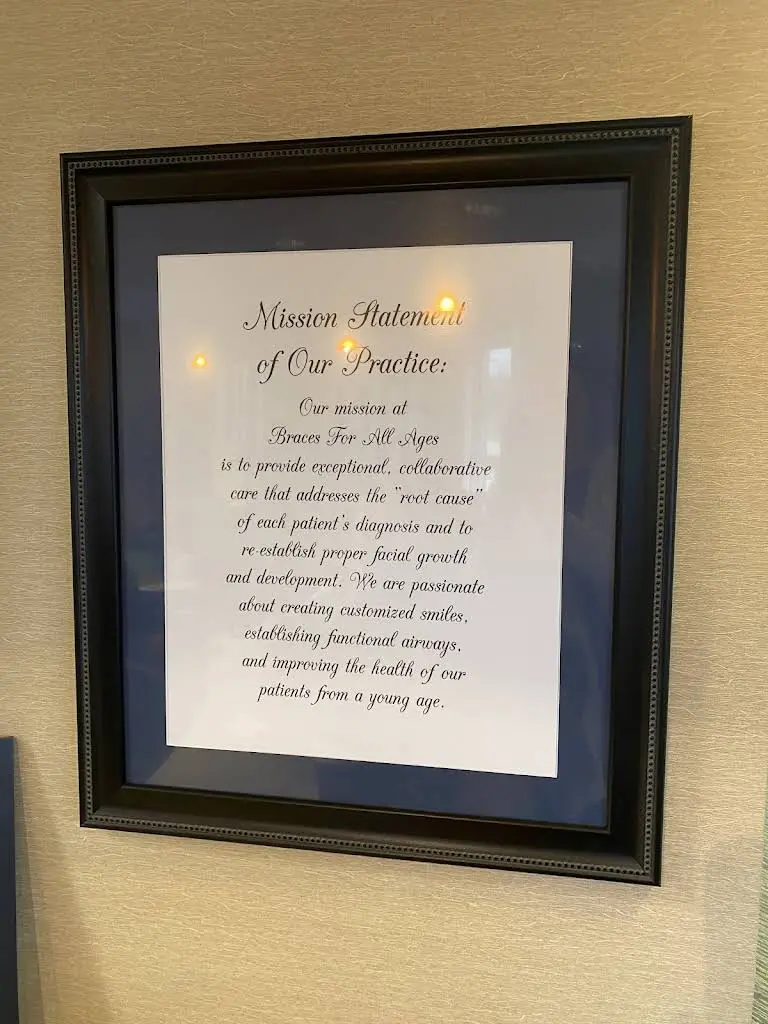 Mission Statement
of Our Practice:
Our mission at
Braces For All Ages
is to provide exceptional, collaborative
care that addresses the "root cause"
of each patient's diagnosis and to
re-establish proper facial growth
and development. We are passionate
about creating customized smiles,
establishing functional airways,
and improving the health of our
patients from a young age.